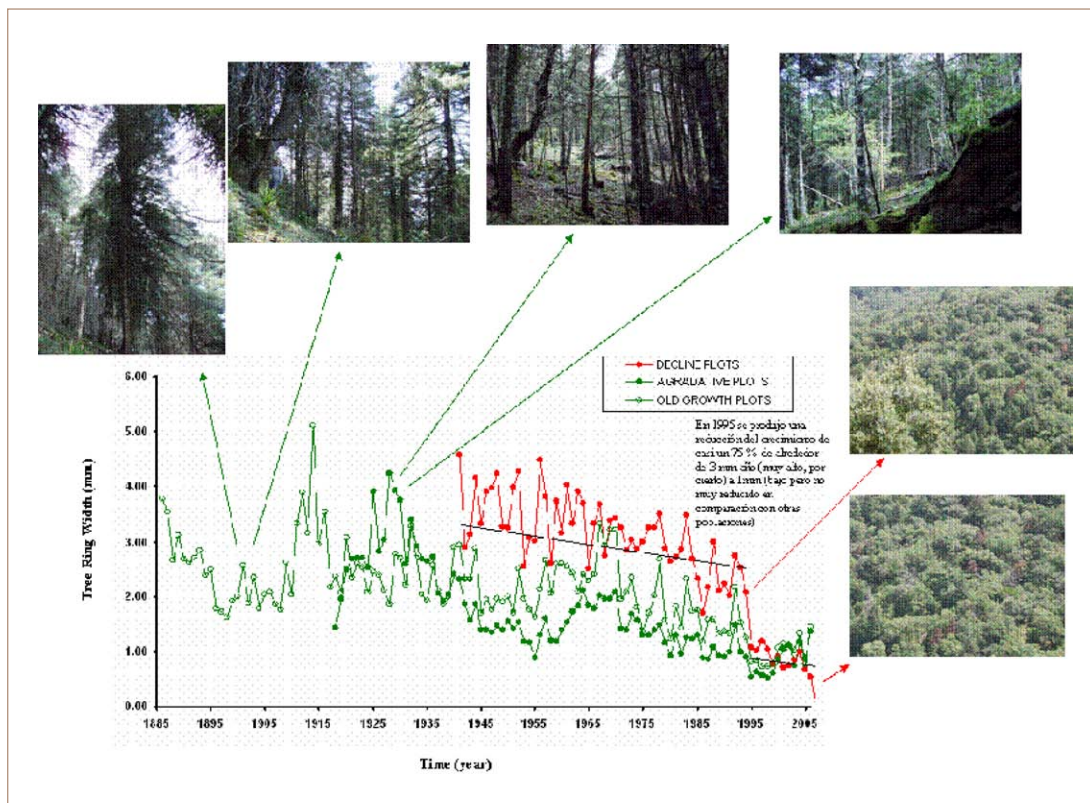 6.00
5.00
4.00
3.00
2.00
1.00
0.00
Tree Ring Width (mm)
DECLINE PLOTS
AGRADATIVE PLOTS
OLD GROWTH PLOTS
En 1995 se produjo una
reducción del crecimiento de
casi un 75 % de alrededor
de 3 mm año (muy alto, por
cierto) a 1mm (bajo pero no
muy reducido en
comparación con otras
poblaciones)
1885 1895 1905 1915 1925 1935 1945 1955 1965 1975 1985 1995 2005
Time (year)